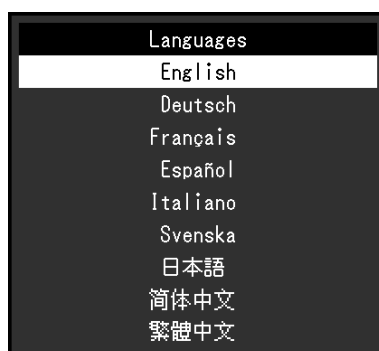 Languages
English
Deutsch
Français
Español
Italiano
Svenska
日本語
简体中文
繁體中文